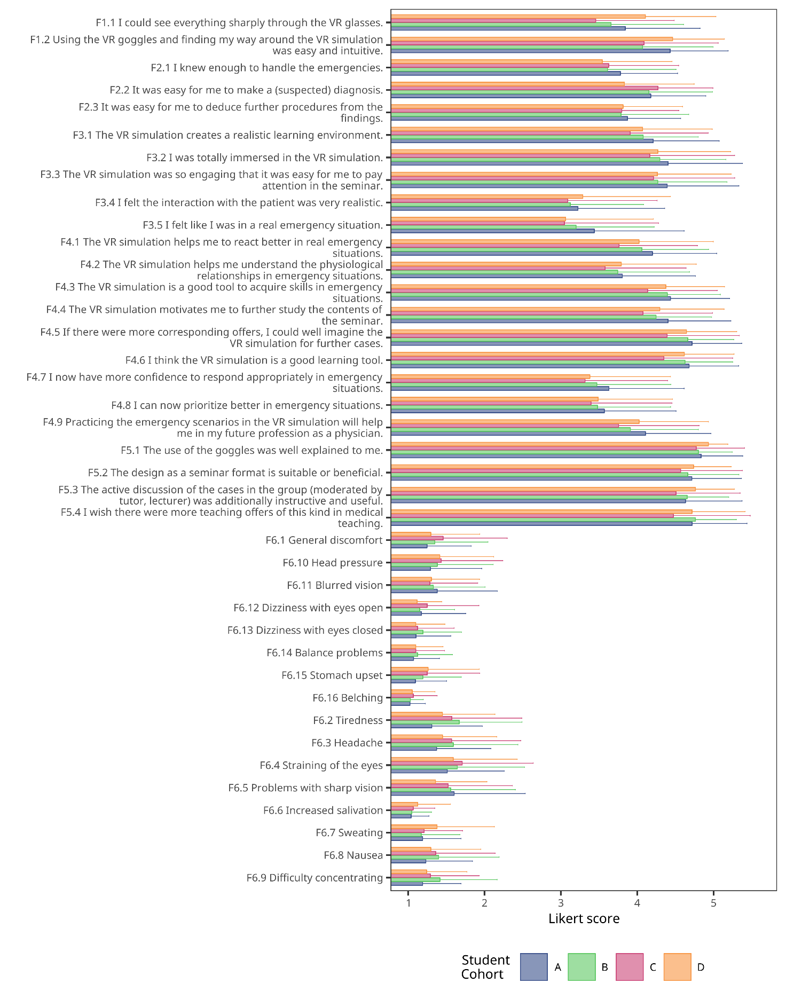 F1.1 I could see everything sharply through the VR glasses.
F1.2 Using the VR goggles and finding my way around the VR simulation
was easy and intuitive.
F2.1 I knew enough to handle the emergencies.
F2.2 It was easy for me to make a (suspected) diagnosis.
F2.3 It was easy for me to deduce further procedures from the
findings.
F3.1 The VR simulation creates a realistic learning environment.
F3.2 I was totally immersed in the VR simulation.
F3.3 The VR simulation was so engaging that it was easy for me to pay
attention in the seminar.
F3.4 I felt the interaction with the patient was very realistic.
F3.5 I felt like I was in a real emergency situation.
F4.1 The VR simulation helps me to react better in real emergency
situations.
F4.2 The VR simulation helps me understand the physiological
relationships in emergency situations.
F4.3 The VR simulation is a good tool to acquire skills in emergency
situations.
F4.4 The VR simulation motivates me to further study the contents of
the seminar.
F4.5 If there were more corresponding offers, I could well imagine the
VR simulation for further cases.
F4.6 I think the VR simulation is a good learning tool.
F4.7 I now have more confidence to respond appropriately in emergency
situations.
F4.8 I can now prioritize better in emergency situations.
F4.9 Practicing the emergency scenarios in the VR simulation will help
me in my future profession as a physician.
F5.1 The use of the goggles was well explained to me.
F5.2 The design as a seminar format is suitable or beneficial.
F5.3 The active discussion of the cases in the group (moderated by
tutor, lecturer) was additionally instructive and useful.
F5.4 I wish there were more teaching offers of this kind in medical
teaching.
F6.1 General discomfort
F6.10 Head pressure
F6.11 Blurred vision
F6.12 Dizziness with eyes open
F6.13 Dizziness with eyes closed
F6.14 Balance problems
F6.15 Stomach upset
F6.16 Belching
F6.2 Tiredness
F6.3 Headache
F6.4 Straining of the eyes
F6.5 Problems with sharp vision
F6.6 Increased salivation
F6.7 Sweating
F6.8 Nausea
F6.9 Difficulty concentrating
1 2 3 4 5
Likert score
Student
Cohort
A B C D